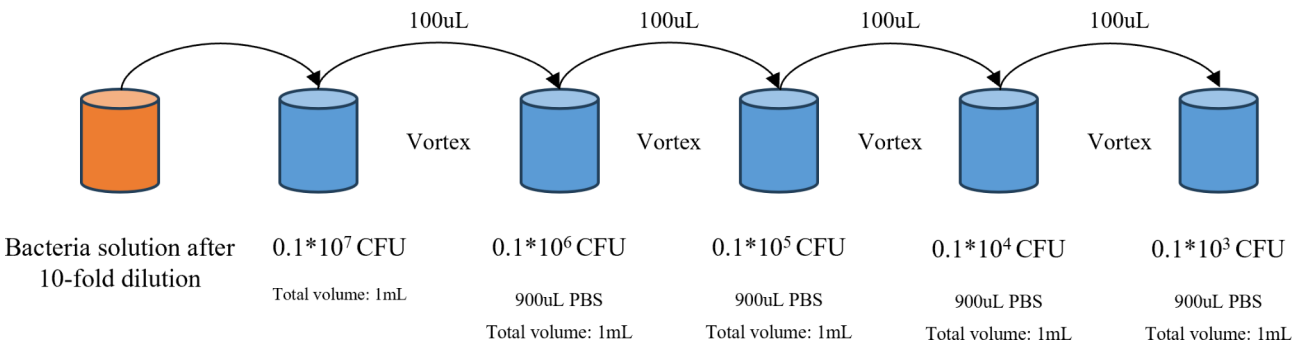 100uL 100uL 100uL 100uL
Vortex Vortex Vortex Vortex
Bacteria solution after
10-fold dilution
0.1*10⁷ CFU 0.1*10⁶ CFU 0.1*10⁵ CFU 0.1*10⁴ CFU 0.1*10³ CFU
Total volume: 1mL
900uL PBS 900uL PBS 900uL PBS 900uL PBS
Total volume: 1mL Total volume: 1mL Total volume: 1mL Total volume: 1mL